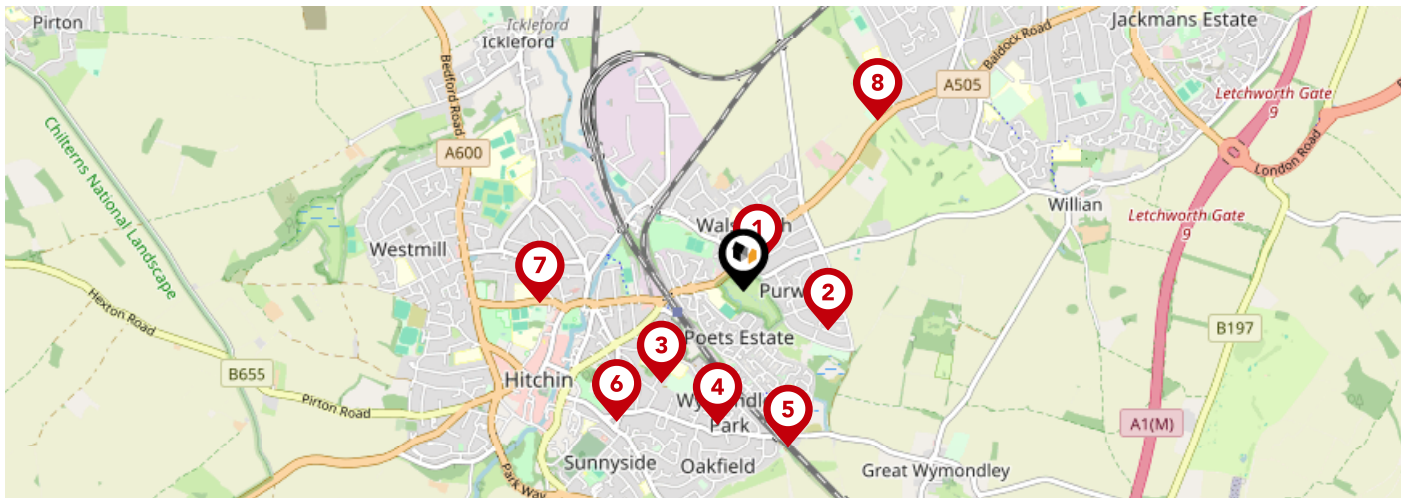 Pirton
Ickleford
Ickleford
Jackmans Estate
Baldock Road
Bedford Road
8
A505
Letchworth Gate
9
London Road
Chilterns National Landscape
A600
Willian
Letchworth Gate
9
1
Westmill
7
2
Hexton Road
B197
Poets Estate
3
B655
Hitchin
6
4
5
Pirton Road
Park
A1(M)
Sunnyside
Oakfield
Great Wymondley
Park Way